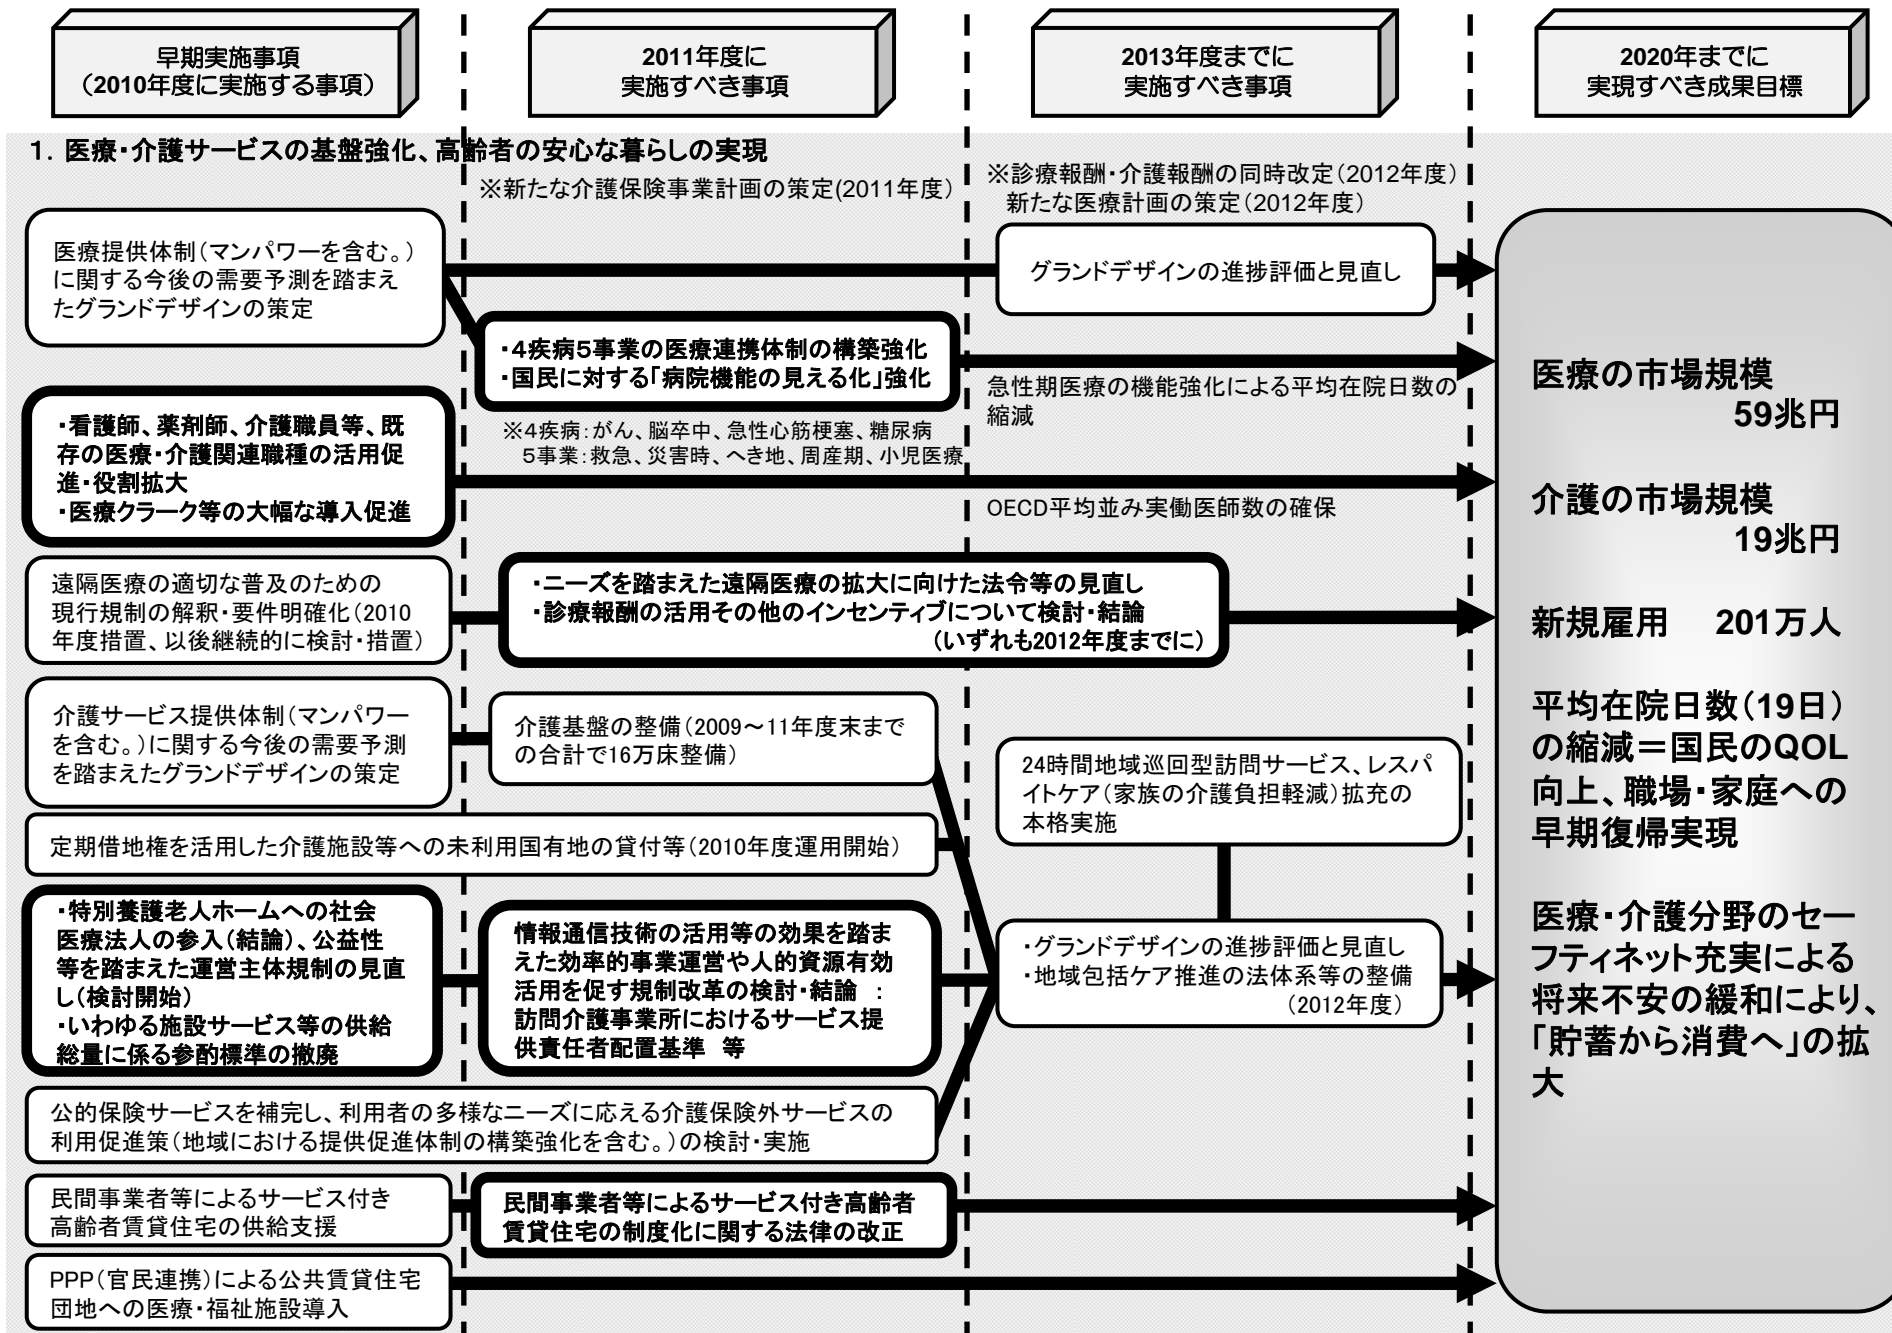 早期実施事項
（2010年度に実施する事項）
2011年度に
実施すべき事項
2013年度までに
実施すべき事項
2020年までに
実現すべき成果目標
1．医療・介護サービスの基盤強化、高齢者の安心な暮らしの実現
※新たな介護保険事業計画の策定(2011年度）
※診療報酬・介護報酬の同時改定（2012年度）
新たな医療計画の策定（2012年度）
医療提供体制（マンパワーを含む。）
に関する今後の需要予測を踏まえ
たグランドデザインの策定
グランドデザインの進捗評価と見直し
・４疾病５事業の医療連携体制の構築強化
・国民に対する「病院機能の見える化」強化
急性期医療の機能強化による平均在院日数の
縮減
※４疾病：がん、脳卒中、急性心筋梗塞、糖尿病
５事業：救急、災害時、へき地、周産期、小児医療
・看護師、薬剤師、介護職員等、既
存の医療・介護関連職種の活用促
進・役割拡大
・医療クラーク等の大幅な導入促進
OECD平均並み実働医師数の確保
遠隔医療の適切な普及のための
現行規制の解釈・要件明確化（2010
年度措置、以後継続的に検討・措置）
・ニーズを踏まえた遠隔医療の拡大に向けた法令等の見直し
・診療報酬の活用その他のインセンティブについて検討・結論
（いずれも2012年度までに）
介護サービス提供体制（マンパワー
を含む。）に関する今後の需要予測
を踏まえたグランドデザインの策定
介護基盤の整備（2009～11年度末まで
の合計で16万床整備）
24時間地域巡回型訪問サービス、レスパ
イトケア（家族の介護負担軽減）拡充の
本格実施
定期借地権を活用した介護施設等への未利用国有地の貸付等（2010年度運用開始）
・特別養護老人ホームへの社会
医療法人の参入（結論）、公益性
等を踏まえた運営主体規制の見直
し（検討開始）
・いわゆる施設サービス等の供給
総量に係る参酌標準の撤廃
情報通信技術の活用等の効果を踏ま
えた効率的事業運営や人的資源有効
活用を促す規制改革の検討・結論　：
訪問介護事業所におけるサービス提
供責任者配置基準　等
・グランドデザインの進捗評価と見直し
・地域包括ケア推進の法体系等の整備
（2012年度）
公的保険サービスを補完し、利用者の多様なニーズに応える介護保険外サービスの
利用促進策（地域における提供促進体制の構築強化を含む。）の検討・実施
民間事業者等によるサービス付き
高齢者賃貸住宅の供給支援
民間事業者等によるサービス付き高齢者
賃貸住宅の制度化に関する法律の改正
PPP（官民連携）による公共賃貸住宅
団地への医療・福祉施設導入
医療の市場規模
59兆円
介護の市場規模
19兆円
新規雇用　201万人
平均在院日数（19日）
の縮減＝国民のQOL
向上、職場・家庭への
早期復帰実現
医療・介護分野のセー
フティネット充実による
将来不安の緩和により、
「貯蓄から消費へ」の拡
大